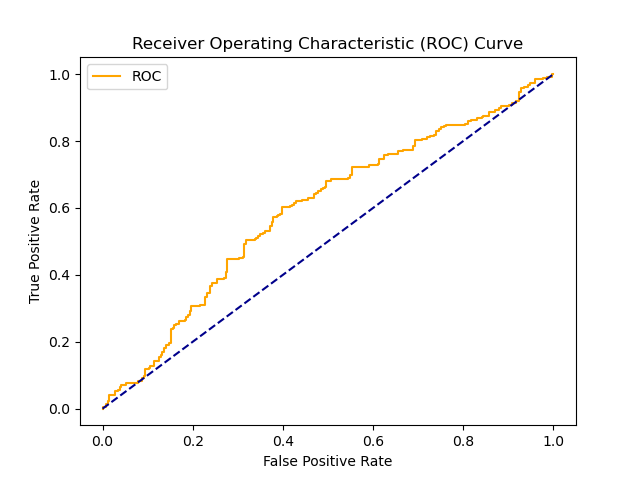 Receiver Operating Characteristic (ROC) Curve
ROC
1.0
0.8
0.6
0.4
0.2
0.0
True Positive Rate
0.0 0.2 0.4 0.6 0.8 1.0
False Positive Rate